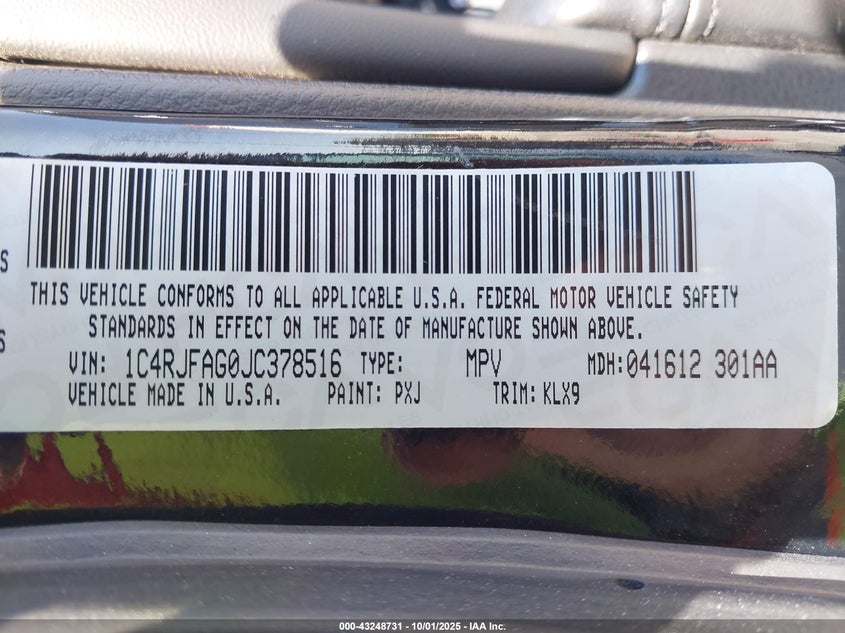 S
THIS VEHICLE CONFORMS TO ALL APPLICABLE U.S.A. FEDERAL MOTOR VEHICLE SAFETY
S STANDARDS IN EFFECT ON THE DATE OF MANUFACTURE SHOWN ABOVE.
VIN: 1C4RJFAG0JC378516 TYPE: MPV MDH: 041612 301AA
VEHICLE MADE IN U.S.A. PAINT: PXJ TRIM: KLX9
000-43248731 - 10/01/2025 - IAA Inc.